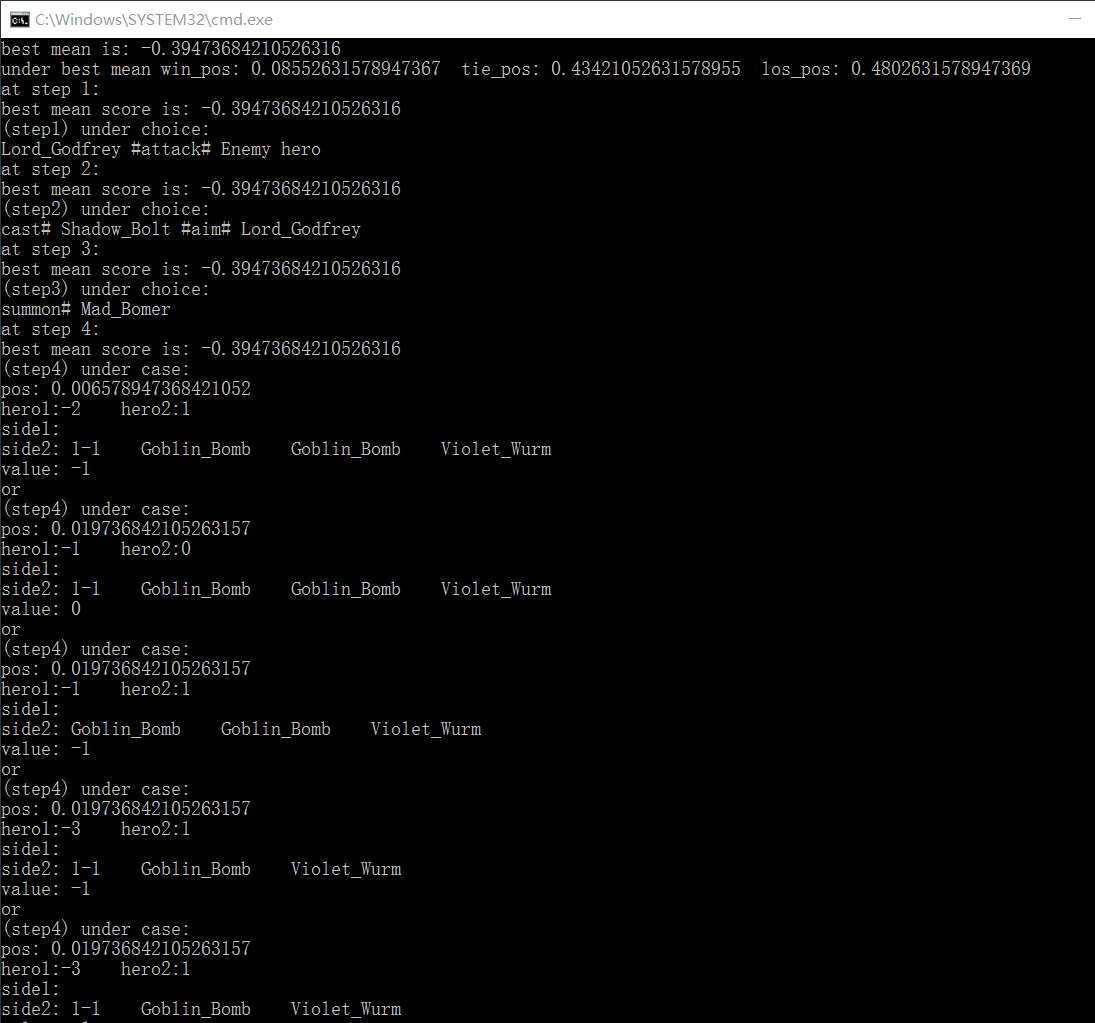 C:\Windows\SYSTEM32\cmd.exe
best mean is: -0.39473684210526316
under best mean win_pos: 0.08552631578947367  tie_pos: 0.43421052631578955  los_pos: 0.4802631578947369
at step 1:
best mean score is: -0.39473684210526316
(step1) under choice:
Lord_Godfrey #attack# Enemy hero
at step 2:
best mean score is: -0.39473684210526316
(step2) under choice:
cast# Shadow_Bolt #aim# Lord_Godfrey
at step 3:
best mean score is: -0.39473684210526316
(step3) under choice:
summon# Mad_Bomer
at step 4:
best mean score is: -0.39473684210526316
(step4) under case:
pos: 0.006578947368421052
hero1:-2    hero2:1
side1:
side2: 1-1    Goblin_Bomb    Goblin_Bomb    Violet_Wurm
value: -1
or
(step4) under case:
pos: 0.019736842105263157
hero1:-1    hero2:0
side1:
side2: 1-1    Goblin_Bomb    Goblin_Bomb    Violet_Wurm
value: 0
or
(step4) under case:
pos: 0.019736842105263157
hero1:-1    hero2:1
side1:
side2: Goblin_Bomb    Goblin_Bomb    Violet_Wurm
value: -1
or
(step4) under case:
pos: 0.019736842105263157
hero1:-3    hero2:1
side1:
side2: 1-1    Goblin_Bomb    Violet_Wurm
value: -1
or
(step4) under case:
pos: 0.019736842105263157
hero1:-3    hero2:1
side1:
side2: 1-1    Goblin_Bomb    Violet_Wurm